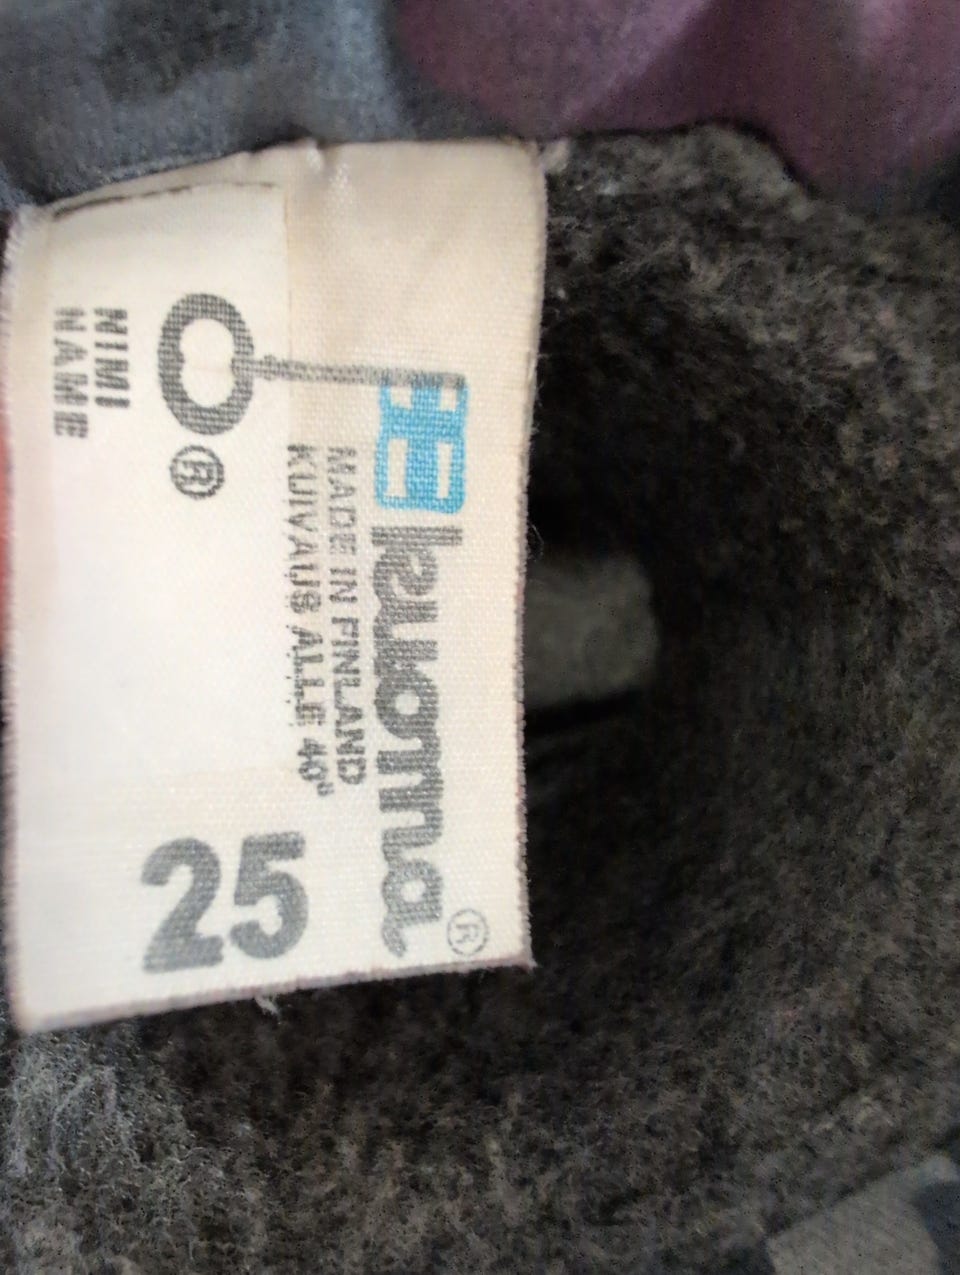 kuoma®
MADE IN FINLAND
KUIVAUS ALLE 40°
®
NIMI
NAME
25